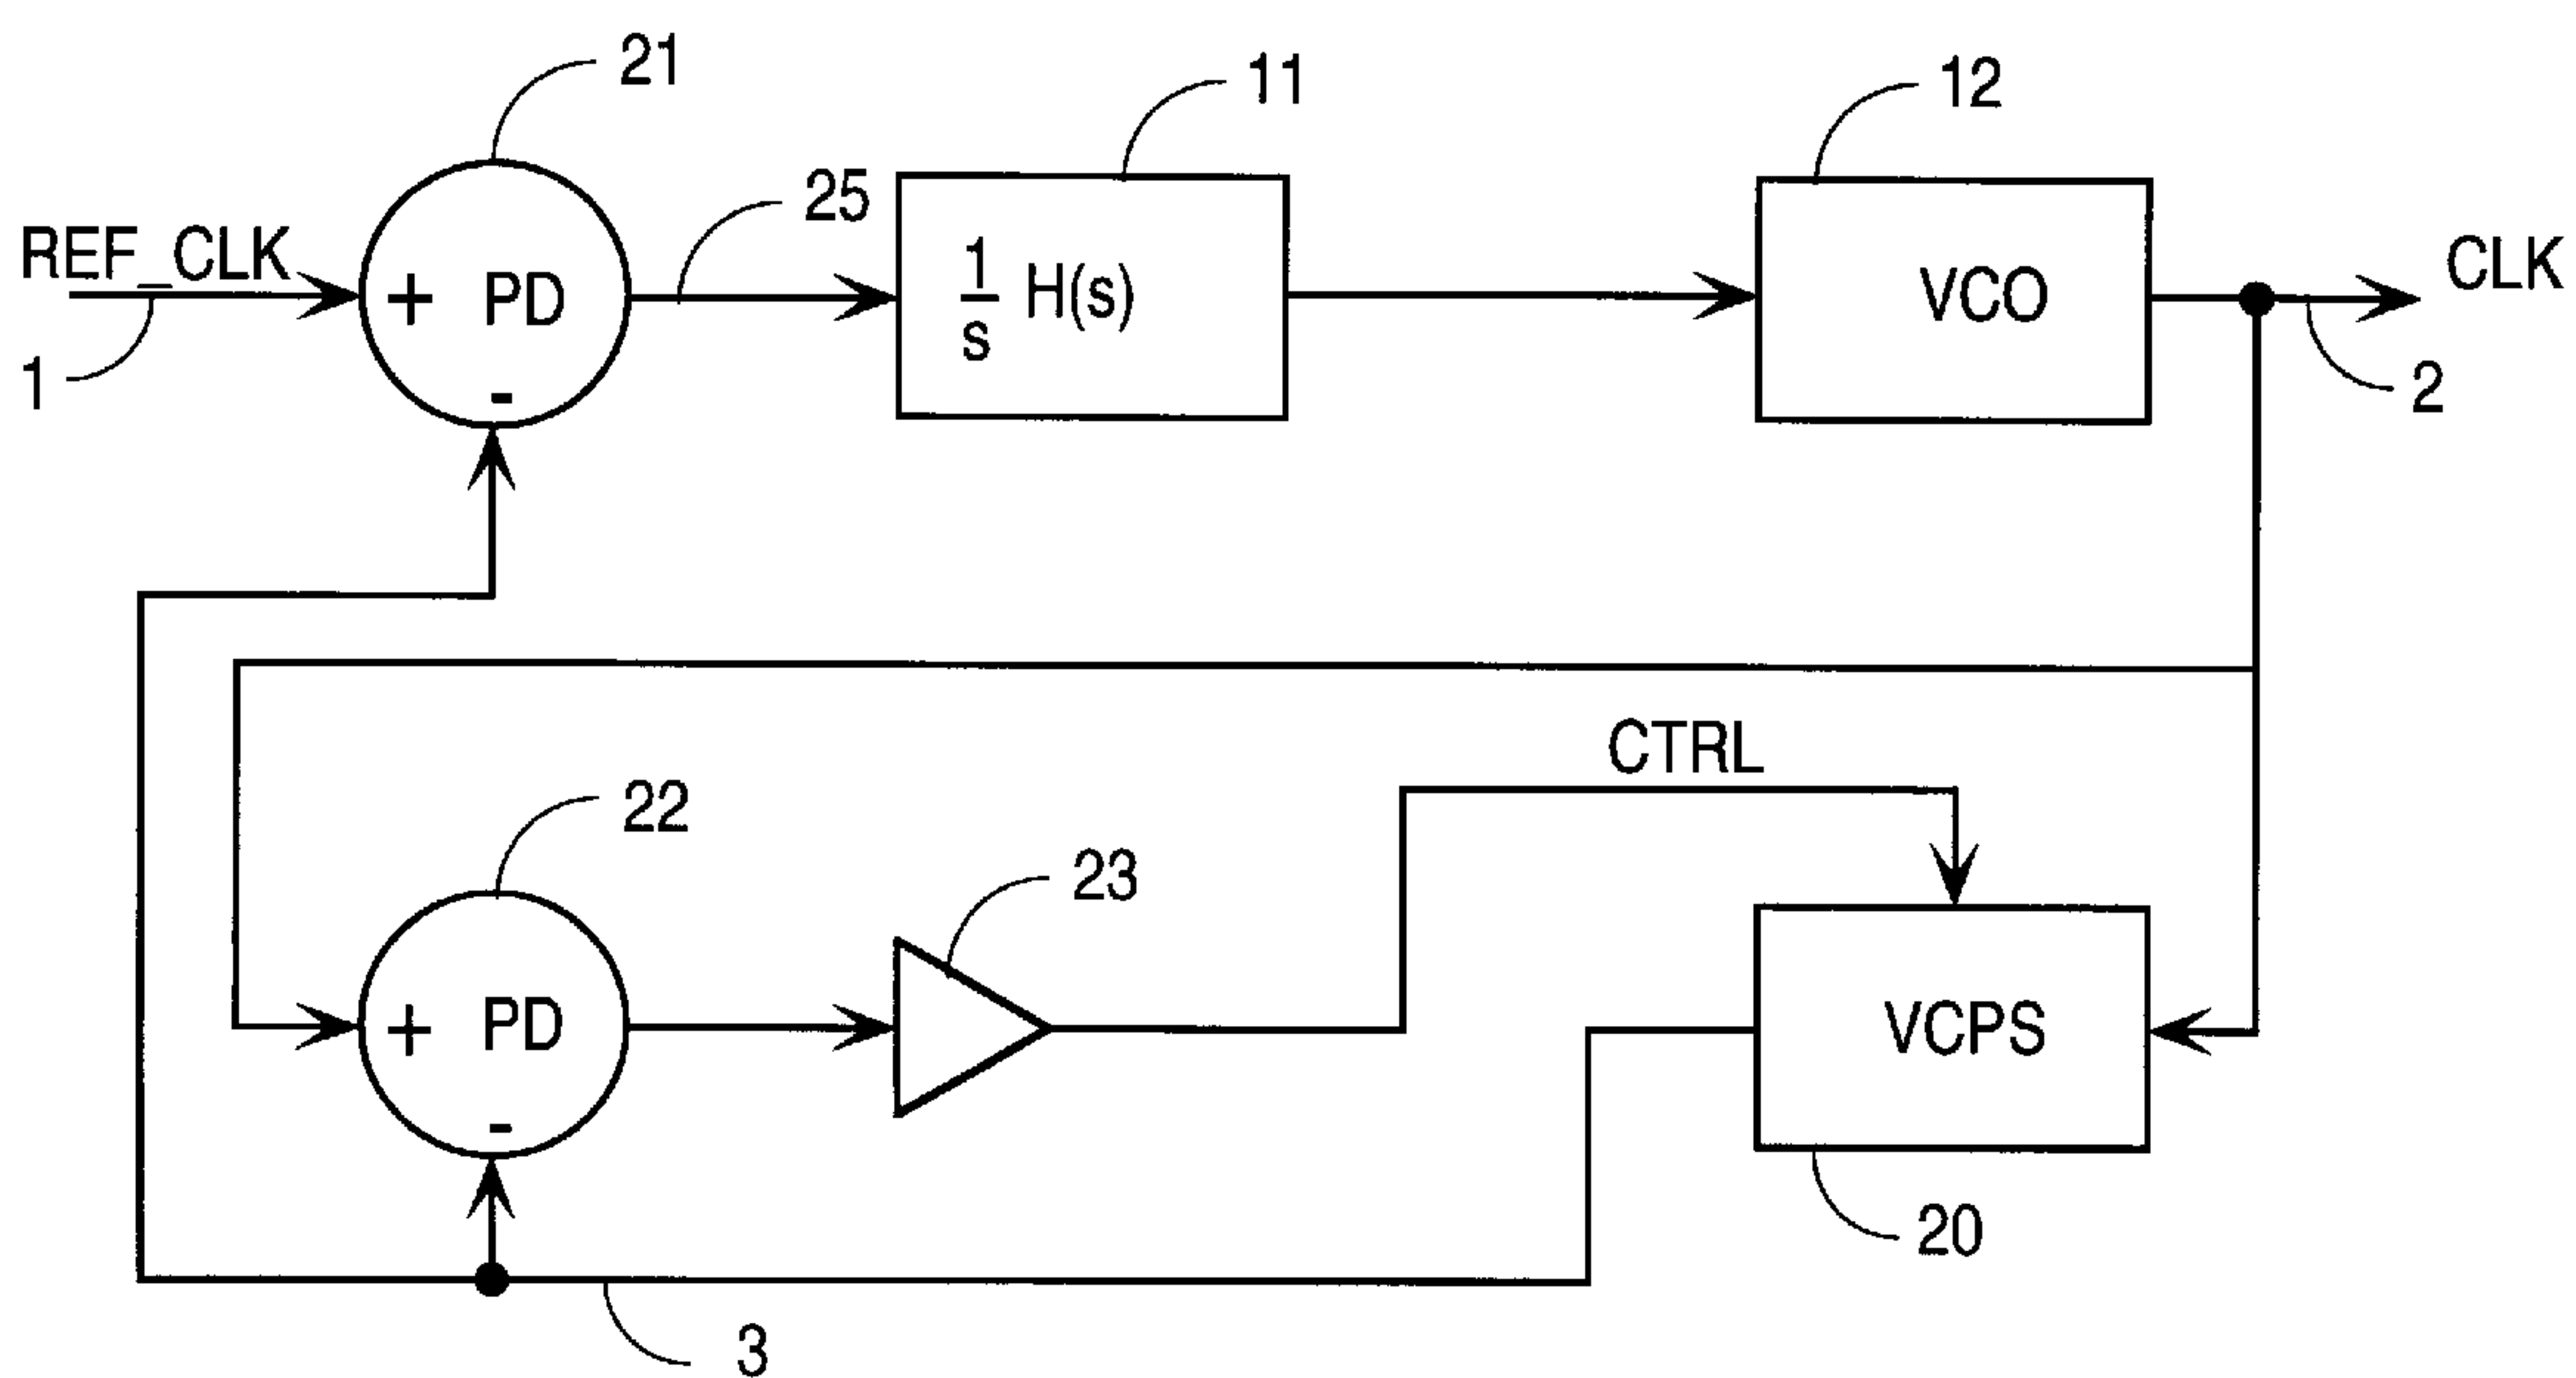 21
11
12
25
REF_CLK
+ PD
-
1
1/s H(s)
VCO
CLK
2
CTRL
22
23
+ PD
-
VCPS
20
3